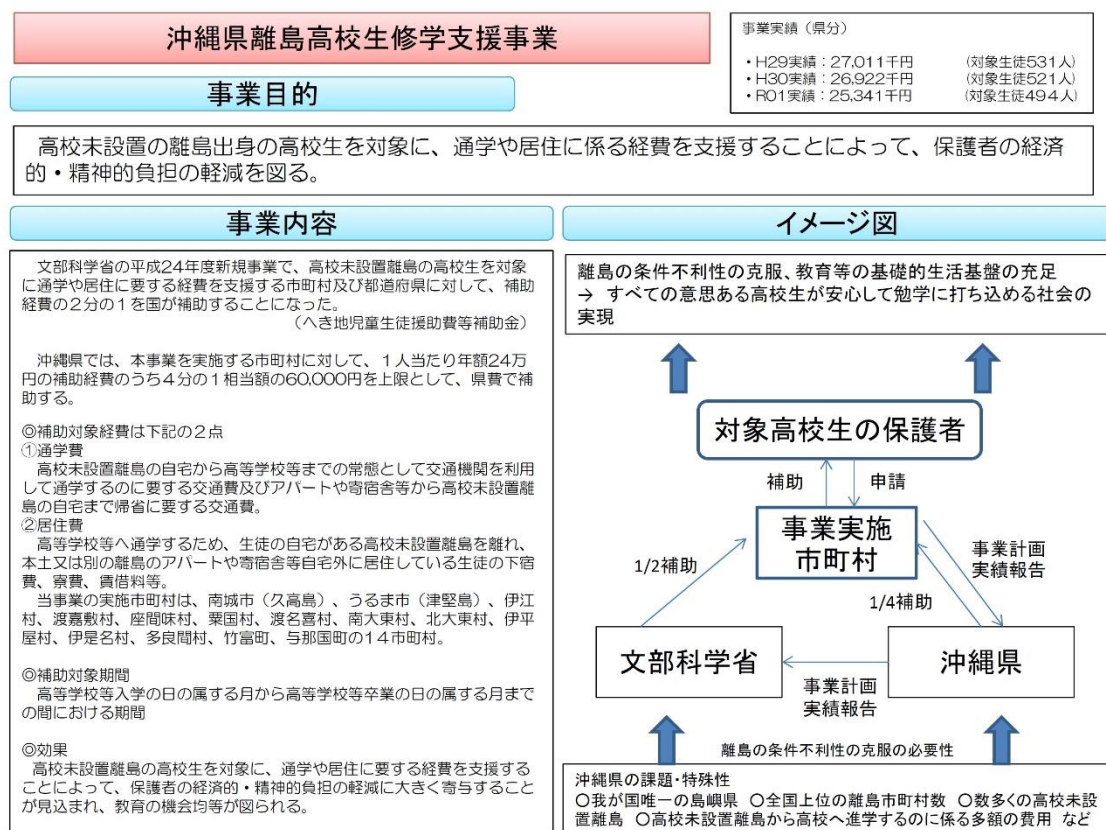 沖縄県離島高校生修学支援事業
事業実績（県分）
・H29実績：27,011千円　(対象生徒531人)
・H30実績：26,922千円　(対象生徒521人)
・R01実績：25,341千円　(対象生徒494人)
事業目的
高校未設置の離島出身の高校生を対象に、通学や居住に係る経費を支援することによって、保護者の経済
的・精神的負担の軽減を図る。
事業内容
文部科学省の平成24年度新規事業で、高校未設置離島の高校生を対象
に通学や居住に要する経費を支援する市町村及び都道府県に対して、補助
経費の2分の1を国が補助することになった。
（へき地児童生徒援助費等補助金）
沖縄県では、本事業を実施する市町村に対して、1人当たり年額24万
円の補助経費のうち4分の1相当額の60,000円を上限として、県費で補
助する。
◎補助対象経費は下記の2点
①通学費
高校未設置離島の自宅から高等学校等までの常態として交通機関を利用
して通学するのに要する交通費及びアパートや寄宿舎等から高校未設置離
島の自宅まで帰省に要する交通費。
②居住費
高等学校等へ通学するため、生徒の自宅がある高校未設置離島を離れ、
本土又は別の離島のアパートや寄宿舎等自宅外に居住している生徒の下宿
費、寮費、賃借料等。
当事業の実施市町村は、南城市（久高島）、うるま市（津堅島）、伊江
村、渡嘉敷村、座間味村、粟国村、渡名喜村、南大東村、北大東村、伊平
屋村、伊是名村、多良間村、竹富町、与那国町の14市町村。
◎補助対象期間
高等学校等入学の日の属する月から高等学校等卒業の日の属する月まで
の間における期間
◎効果
高校未設置離島の高校生を対象に、通学や居住に要する経費を支援する
ことによって、保護者の経済的・精神的負担の軽減に大きく寄与すること
が見込まれ、教育の機会均等が図られる。
イメージ図
離島の条件不利性の克服、教育等の基礎的生活基盤の充足
→ すべての意思ある高校生が安心して勉学に打ち込める社会の
実現
対象高校生の保護者
補助
申請
事業実施
市町村
1/2補助
事業計画
実績報告
1/4補助
文部科学省
沖縄県
事業計画
実績報告
離島の条件不利性の克服の必要性
沖縄県の課題・特殊性
○我が国唯一の島嶼県　○全国上位の離島市町村数　○数多くの高校未設
置離島　○高校未設置離島から高校へ進学するのに係る多額の費用　など